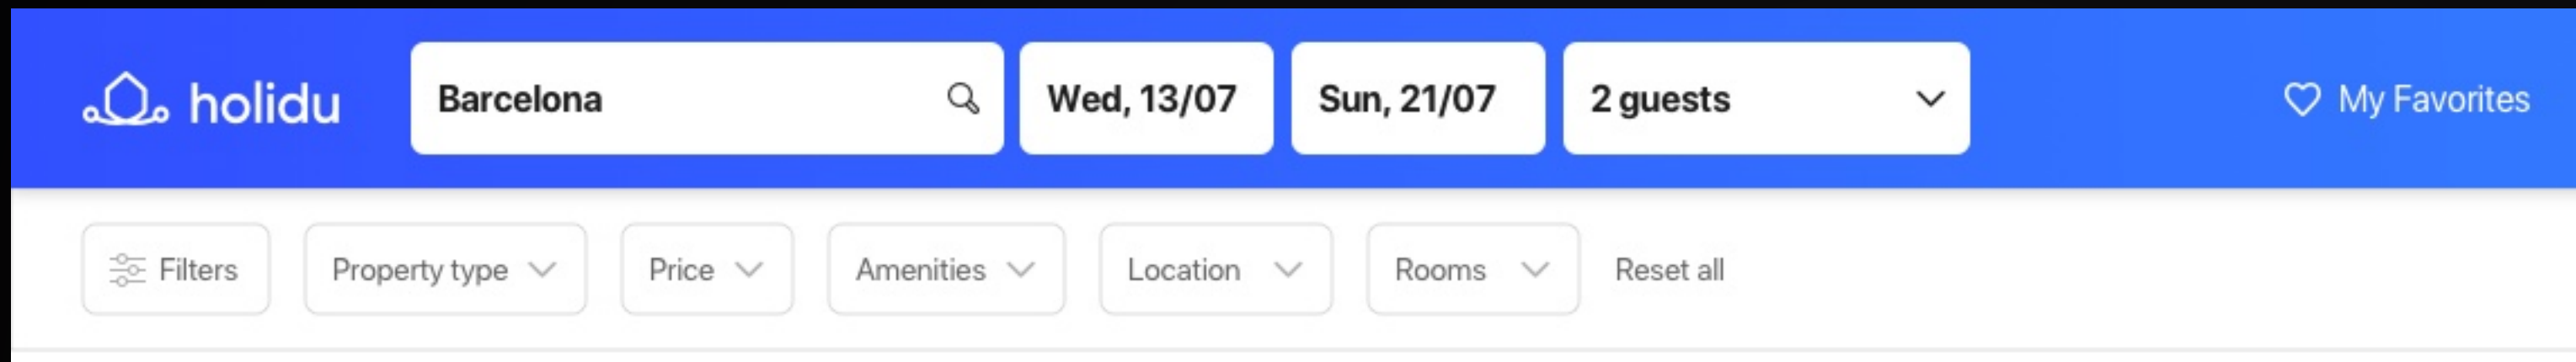 holidu Barcelona Wed, 13/07 Sun, 21/07 2 guests My Favorites
Filters Property type Price Amenities Location Rooms Reset all